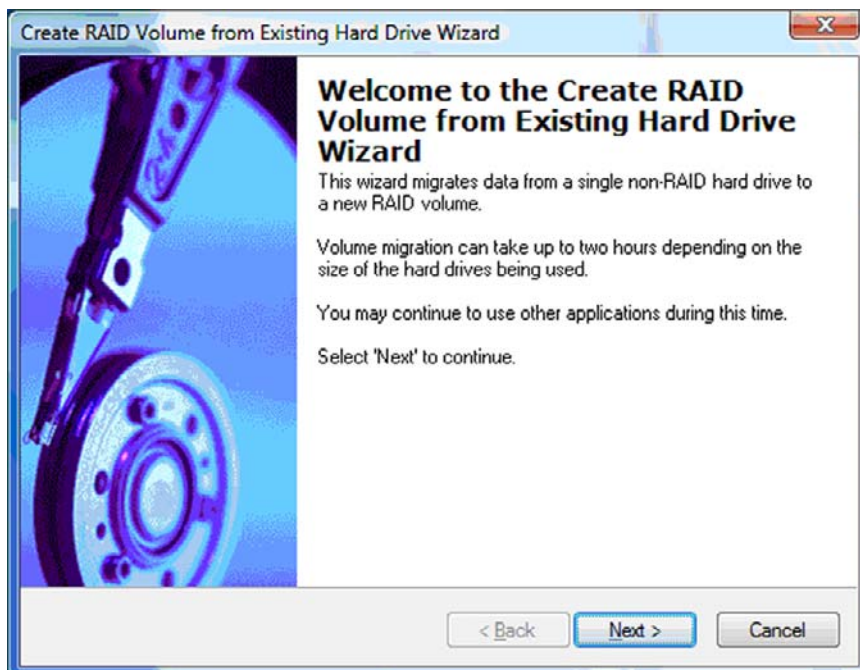 Create RAID Volume from Existing Hard Drive Wizard
Welcome to the Create RAID
Volume from Existing Hard Drive
Wizard
This wizard migrates data from a single non-RAID hard drive to
a new RAID volume.
Volume migration can take up to two hours depending on the
size of the hard drives being used.
You may continue to use other applications during this time.
Select 'Next' to continue.
< Back
Next >
Cancel